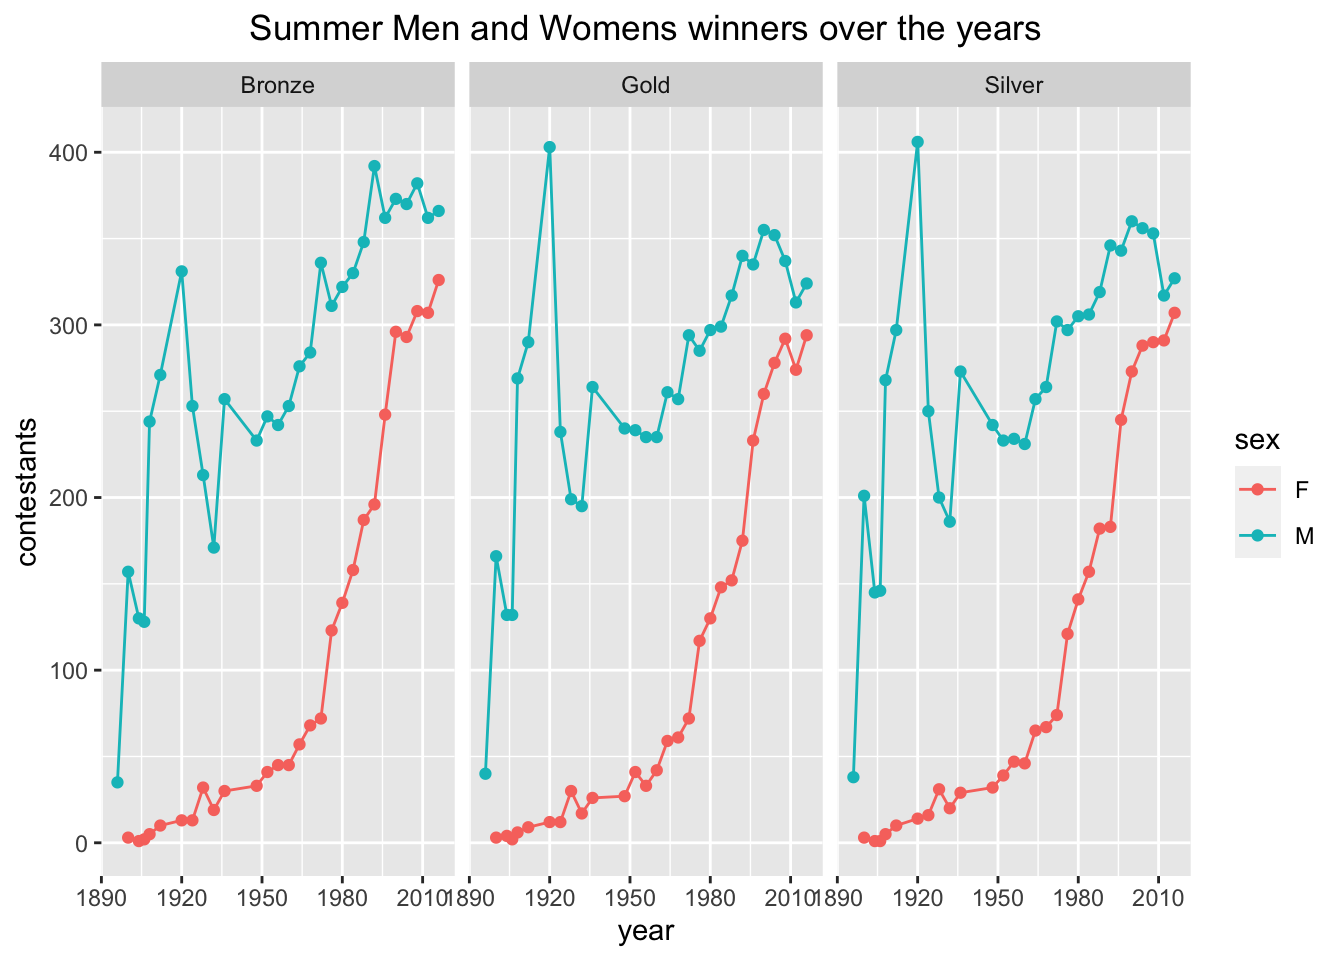 Summer Men and Womens winners over the years
Bronze Gold Silver
contestants
400
300
200
100
0
sex
F
M
1890 1920 1950 1980 2010 1890 1920 1950 1980 2010 1890 1920 1950 1980 2010
year